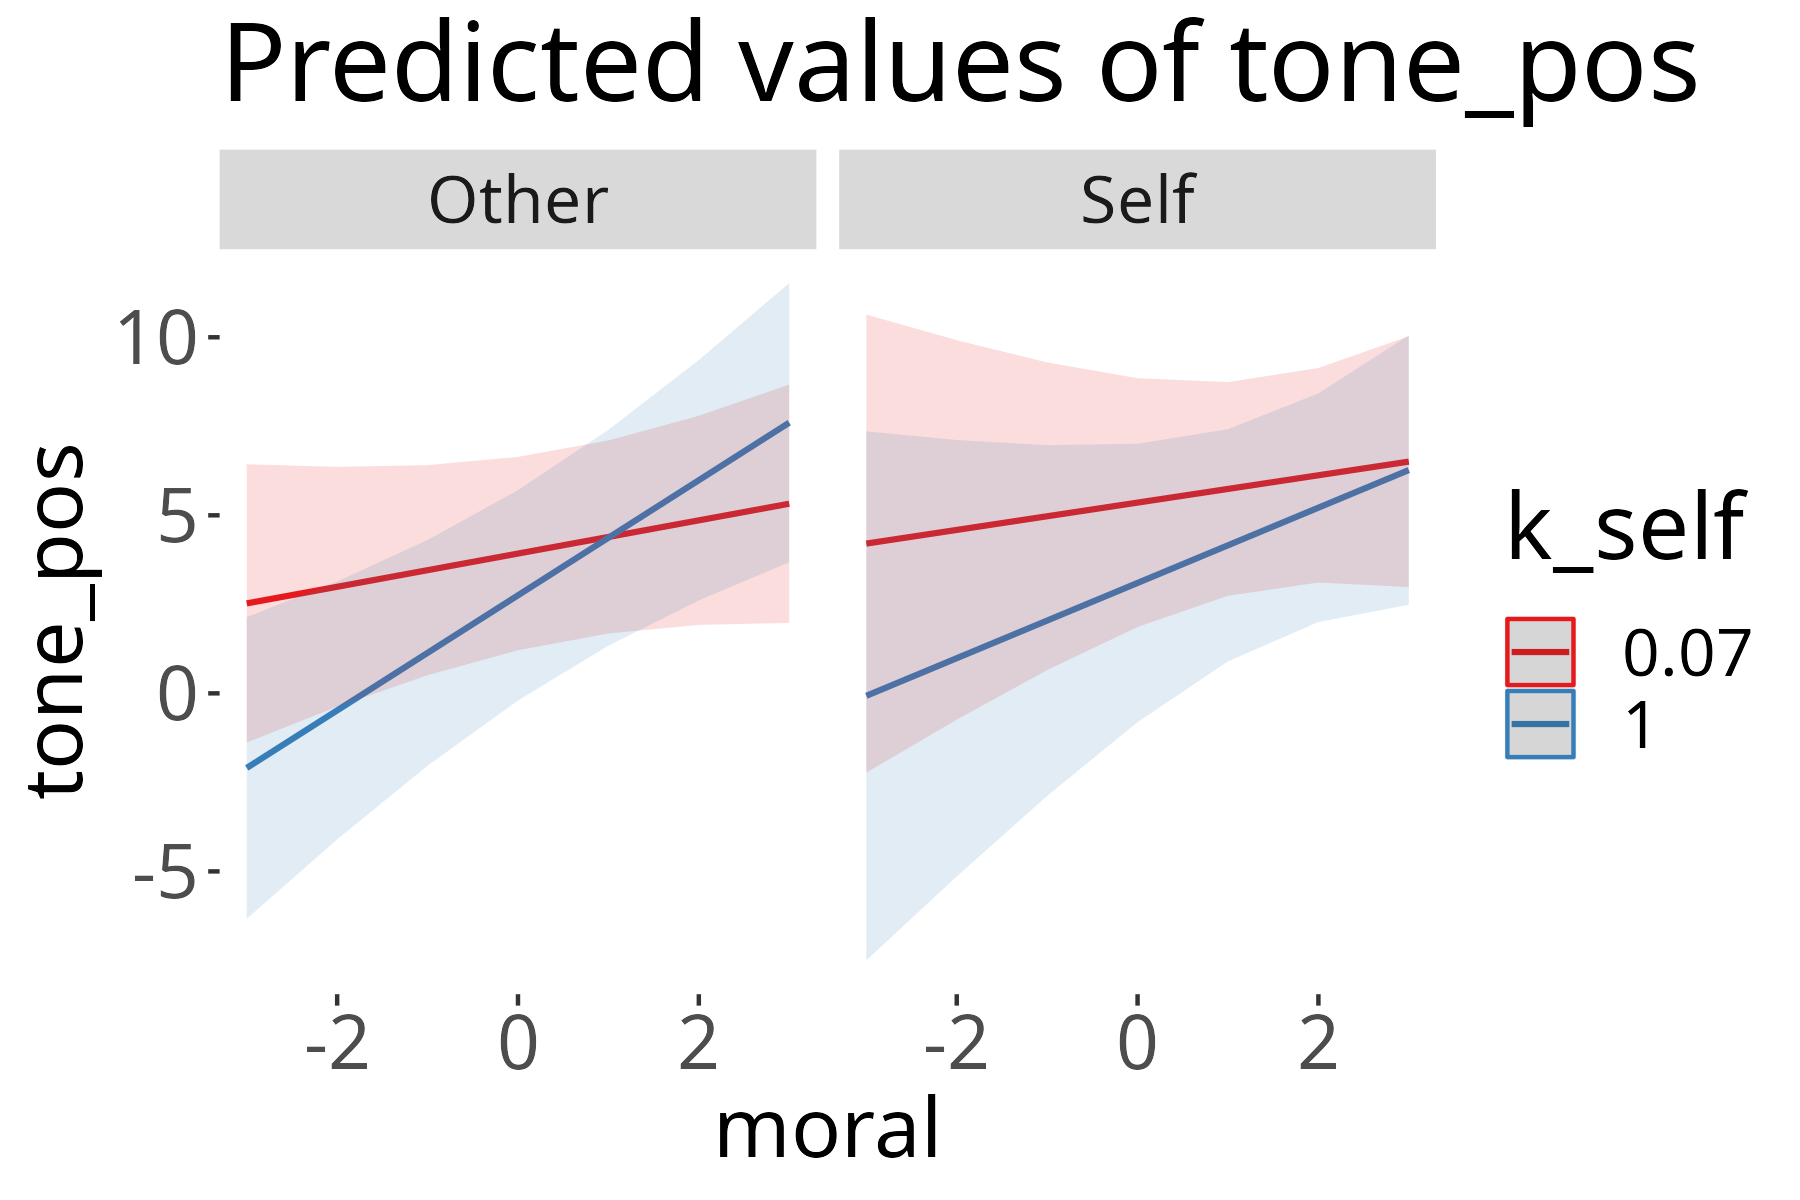 Predicted values of tone_pos
Other
Self
10
5
0
-5
tone_pos
-2 0 2
-2 0 2
moral
k_self
0.07
1